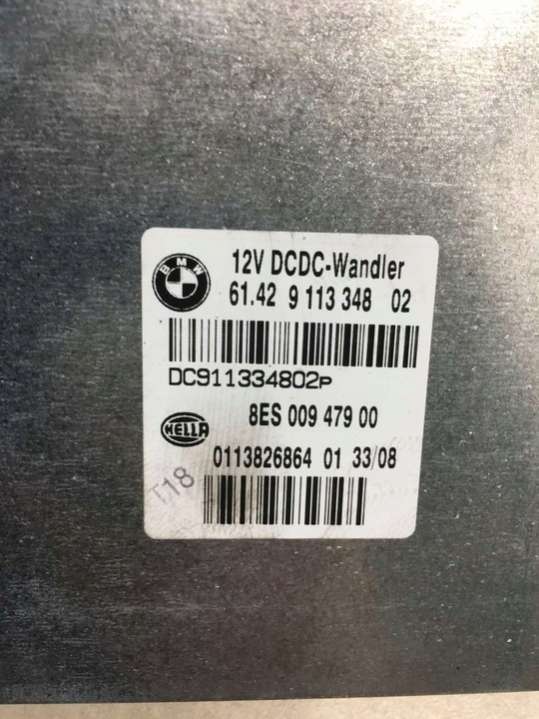 BMW
12V DCDC-Wandler
61.42 9 113 348 02
DC911334802P
8ES 009 479 00
HELLA
0113826864 01 33/08
T18